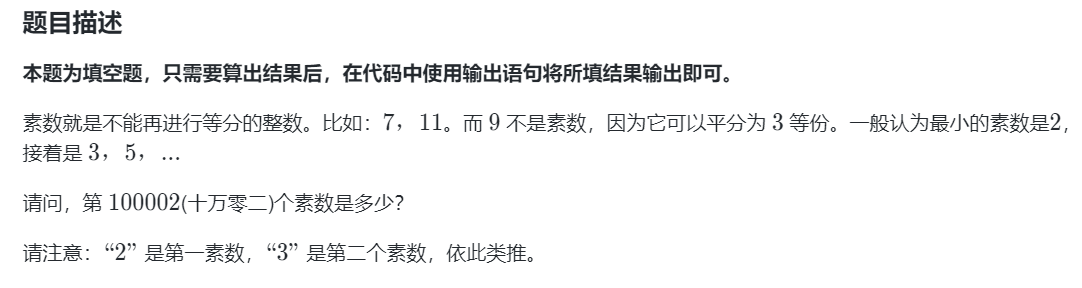 题目描述
本题为填空题，只需要算出结果后，在代码中使用输出语句将所填结果输出即可。
素数就是不能再进行等分的整数。比如：7，11。而 9 不是素数，因为它可以平分为 3 等份。一般认为最小的素数是2，
接着是 3，5，...
请问，第 100002(十万零二)个素数是多少？
请注意：“2” 是第一素数，“3” 是第二个素数，依此类推。